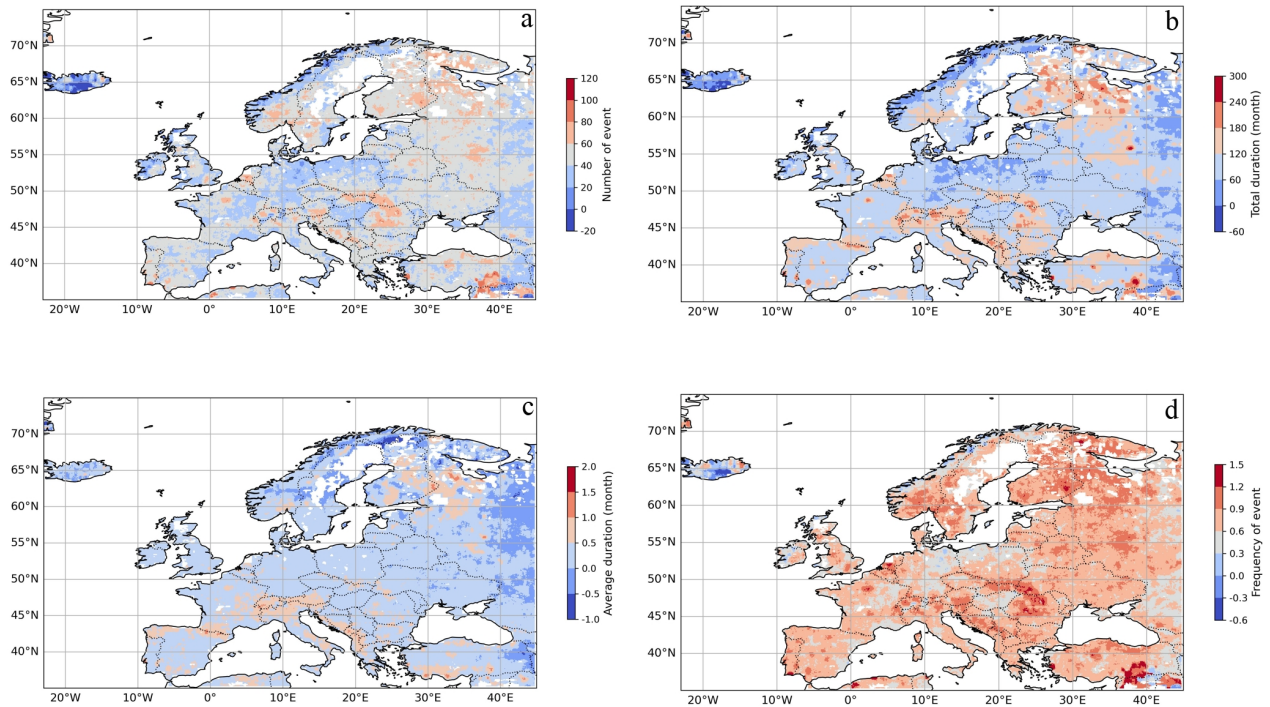 a
70°N
65°N
60°N
55°N
50°N
45°N
40°N
20°W 10°W 0° 10°E 20°E 30°E 40°E
120
100
80
60
40
20
0
-20
Number of event
b
70°N
65°N
60°N
55°N
50°N
45°N
40°N
20°W 10°W 0° 10°E 20°E 30°E 40°E
300
240
180
120
60
0
-60
Total duration (month)
c
70°N
65°N
60°N
55°N
50°N
45°N
40°N
20°W 10°W 0° 10°E 20°E 30°E 40°E
2.0
1.5
1.0
0.5
0.0
-0.5
-1.0
Average duration (month)
d
70°N
65°N
60°N
55°N
50°N
45°N
40°N
20°W 10°W 0° 10°E 20°E 30°E 40°E
1.5
1.2
0.9
0.6
0.3
0.0
-0.3
-0.6
Frequency of event